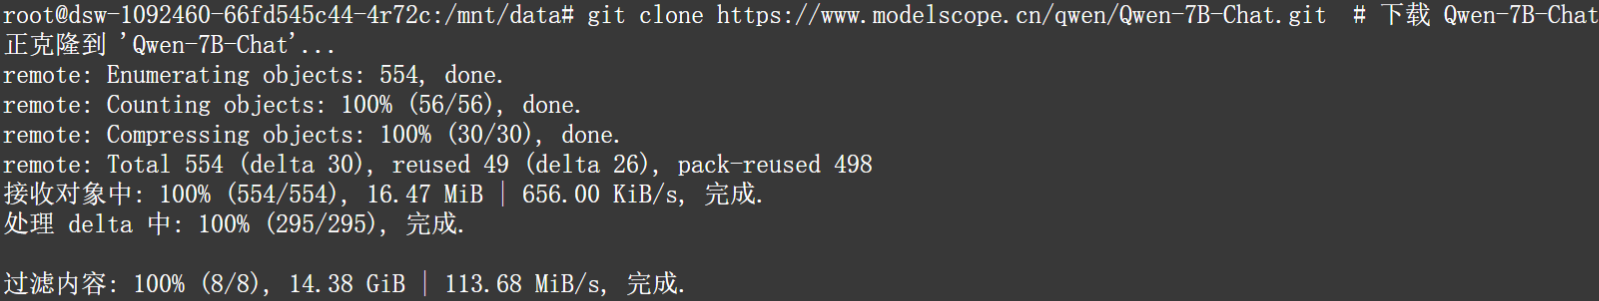 root@dsw-1092460-66fd545c44-4r72c:/mnt/data# git clone https://www.modelscope.cn/qwen/Qwen-7B-Chat.git  # 下载 Qwen-7B-Chat
正克隆到 'Qwen-7B-Chat'...
remote: Enumerating objects: 554, done.
remote: Counting objects: 100% (56/56), done.
remote: Compressing objects: 100% (30/30), done.
remote: Total 554 (delta 30), reused 49 (delta 26), pack-reused 498
接收对象中: 100% (554/554), 16.47 MiB | 656.00 KiB/s, 完成.
处理 delta 中: 100% (295/295), 完成.
过滤内容: 100% (8/8), 14.38 GiB | 113.68 MiB/s, 完成.